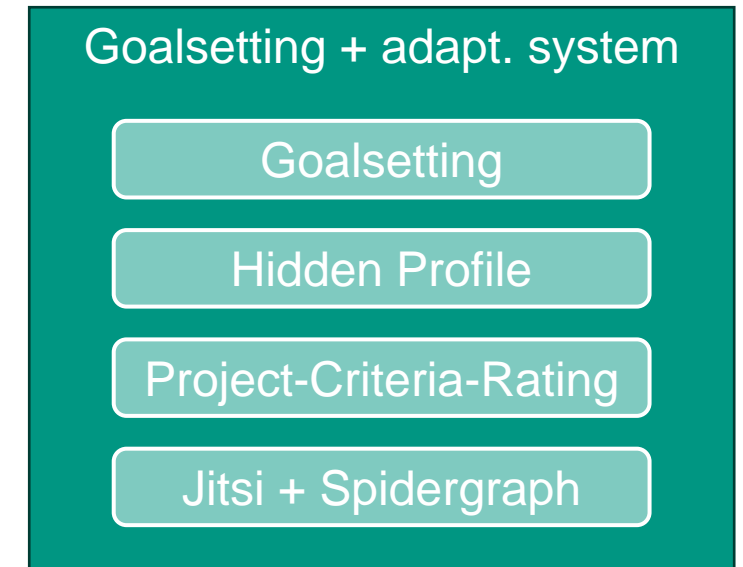 Goalsetting + adapt. system
Goalsetting
Hidden Profile
Project-Criteria-Rating
Jitsi + Spidergraph